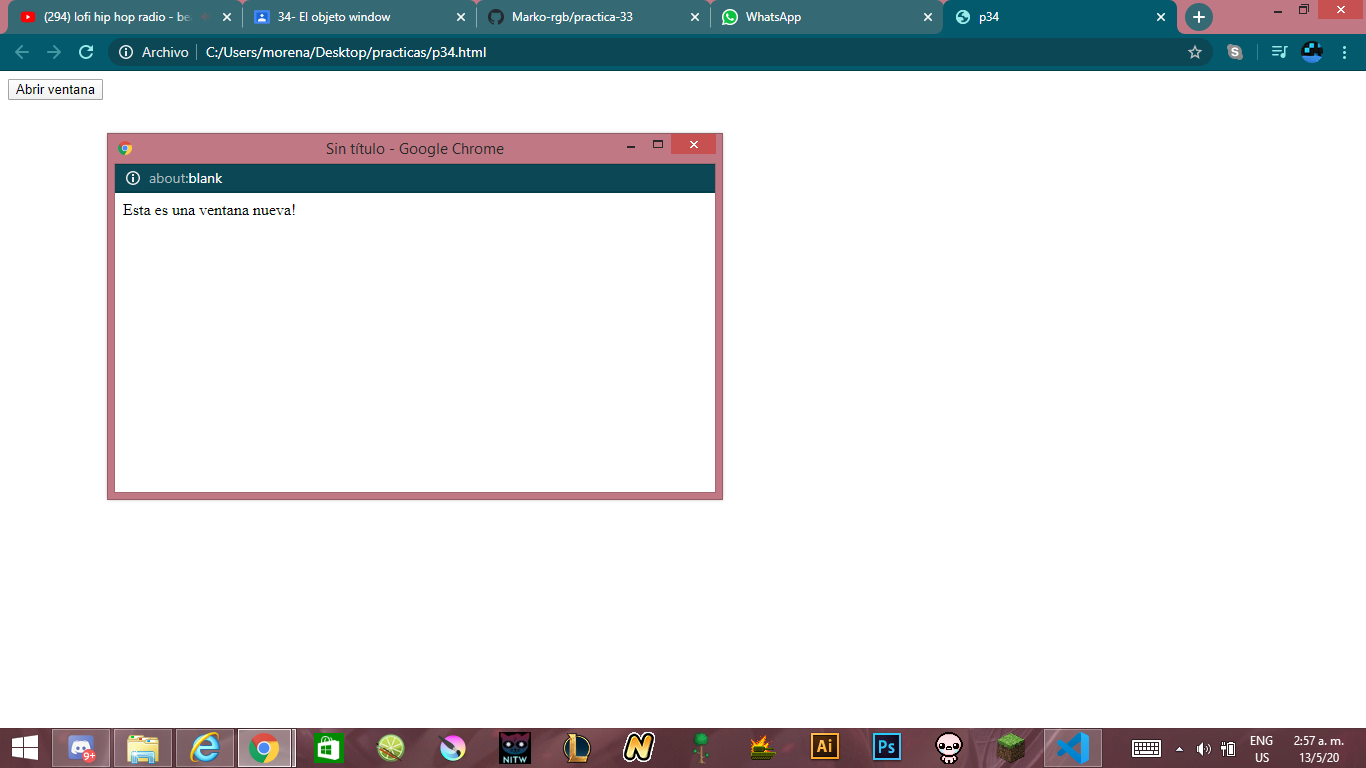 (294) lofi hip hop radio - be
34- El objeto window
Marko-rgb/practica-33
WhatsApp
p34
Archivo
C:/Users/morena/Desktop/practicas/p34.html
Abrir ventana
Sin título - Google Chrome
about:blank
Esta es una ventana nueva!
9+
NITW
Ai
Ps
ENG
US
2:57 a. m.
13/5/20